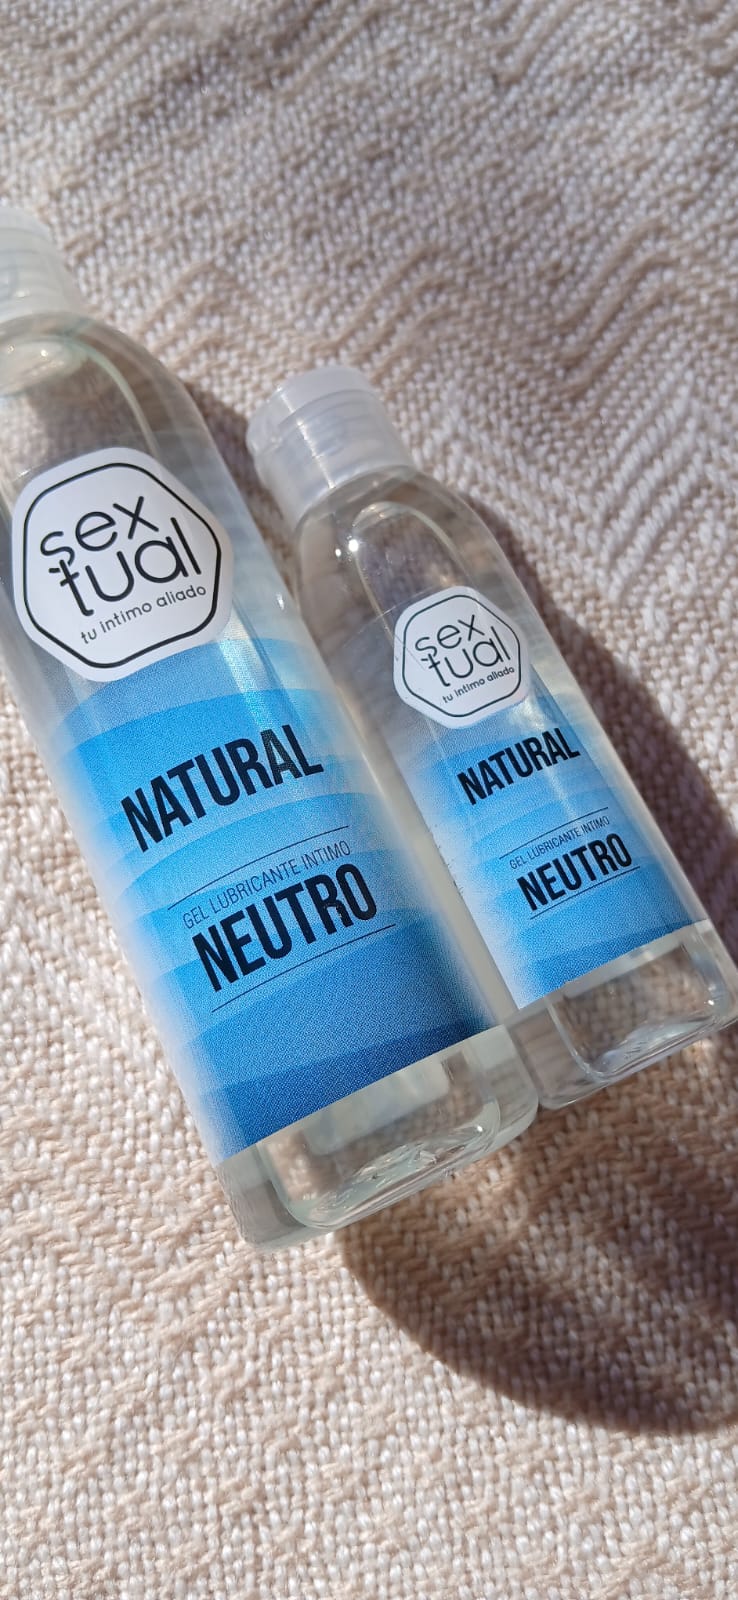 sex
tual
tu intimo aliado
NATURAL
GEL LUBRICANTE INTIMO
NEUTRO
sex
tual
tu intimo aliado
NATURAL
GEL LUBRICANTE INTIMO
NEUTRO